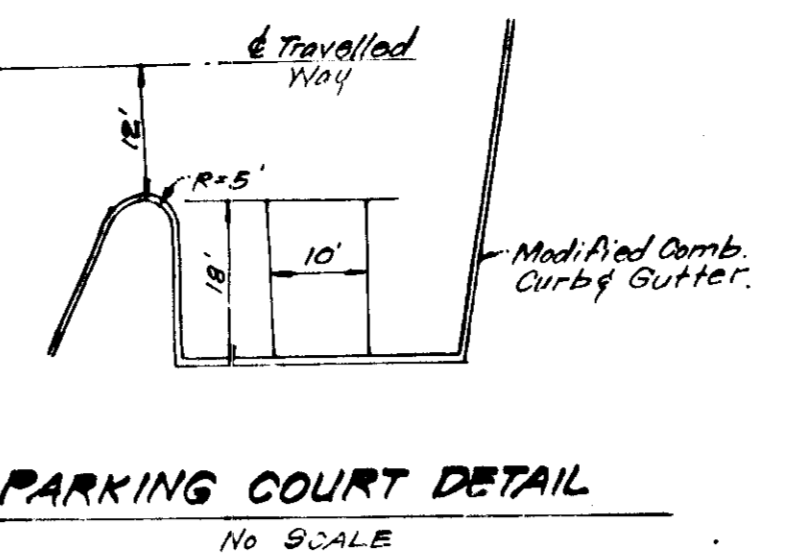 ℄ Travelled
Way
12'
R=5'
18'
10'
Modified Comb.
Curb & Gutter.
PARKING COURT DETAIL
No SCALE